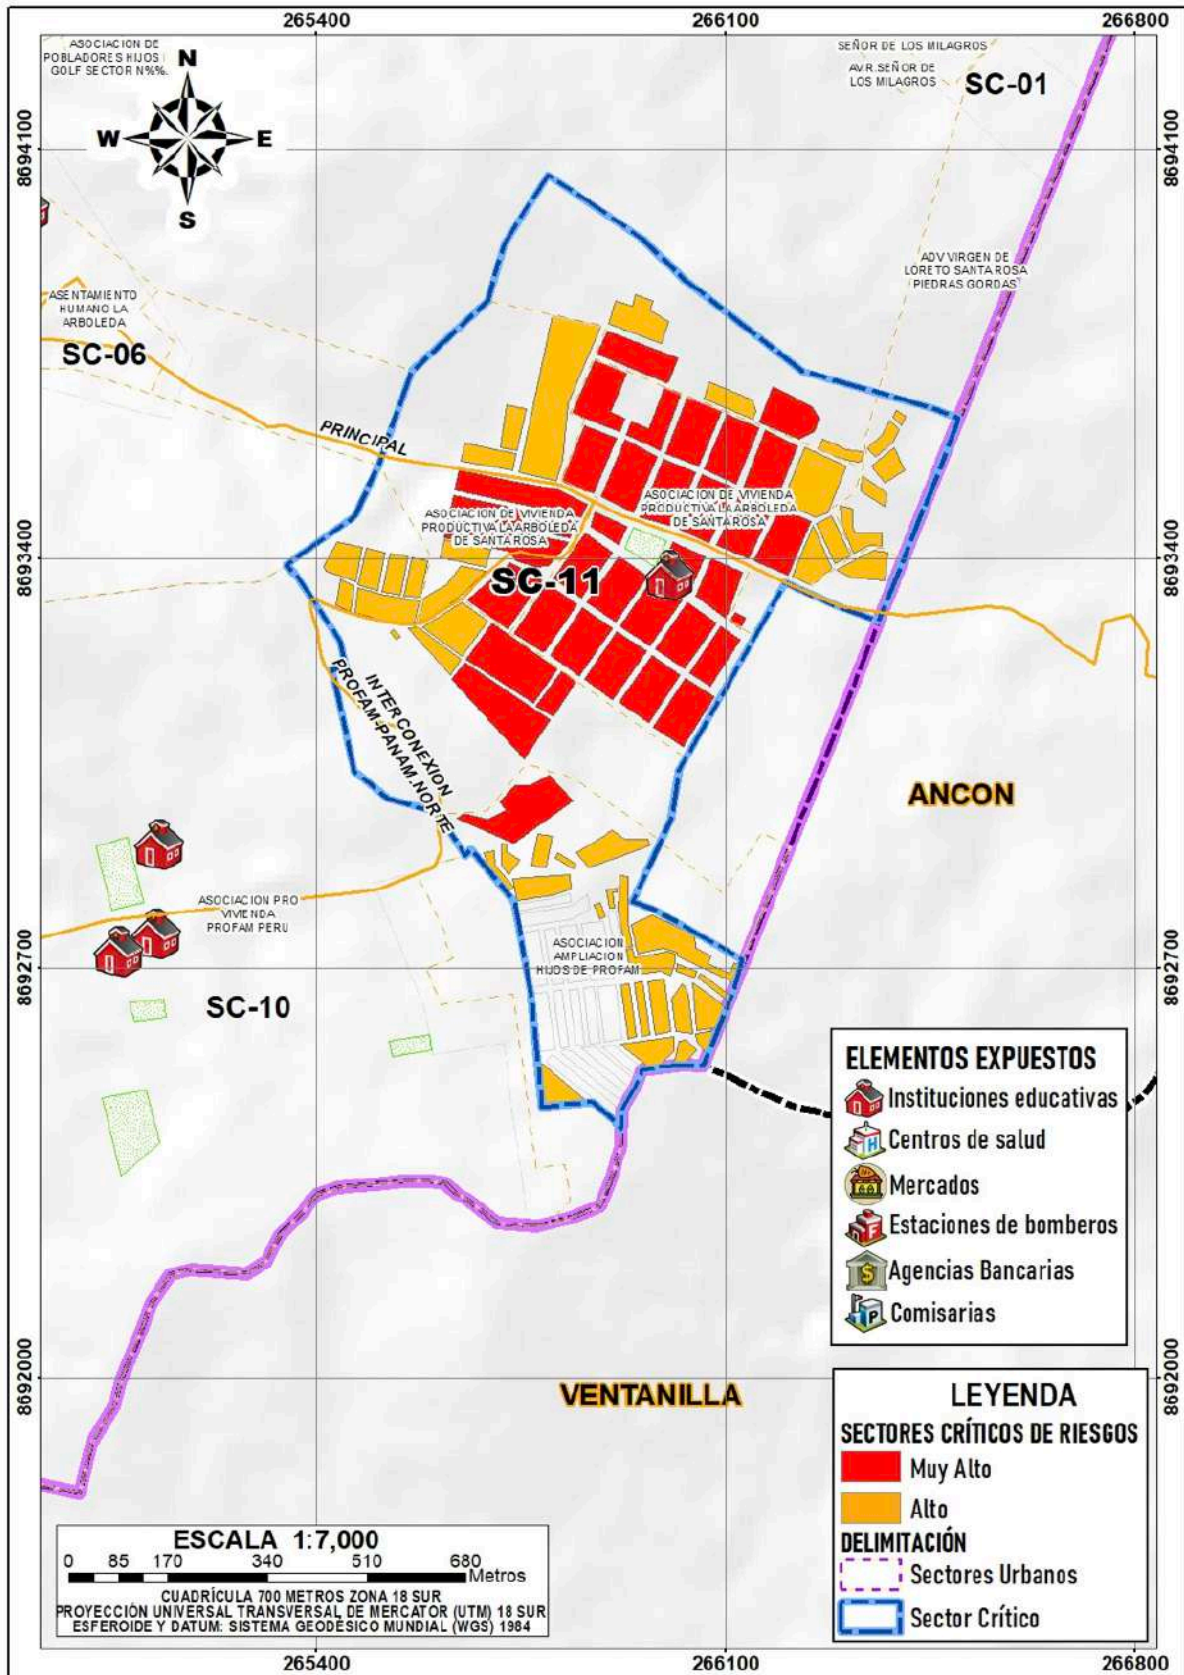 265400
266100
266800
ASOCIACION DE
POBLADORES HIJOS
GOLF SECTOR N%%
N
W
E
S
SEÑOR DE LOS MILAGROS
AVR.SEÑOR DE
LOS MILAGROS
SC-01
8694100
8694100
ADV VIRGEN DE
LORETO SANTA ROSA
PIEDRAS GORDAS
ASENTAMIENTO
HUMANO LA
ARBOLEDA
SC-06
PRINCIPAL
ASOCIACION DE VIVIENDA
PRODUCTIVA LA ARBOLEDA
DE SANTA ROSA
ASOCIACION DE VIVIENDA
PRODUCTIVA LA ARBOLEDA
DE SANTA ROSA
8693400
8693400
SC-11
INTERCONEXION
PROFAM-PANAM.NORTE
ANCON
ASOCIACION PRO
VIVIENDA
PROFAM PERU
ASOCIACION
AMPLIACION
HIJOS DE PROFAM
8692700
8692700
SC-10
ELEMENTOS EXPUESTOS
Instituciones educativas
H
Centros de salud
Mercados
F
Estaciones de bomberos
$
Agencias Bancarias
P
Comisarias
8692000
8692000
VENTANILLA
LEYENDA
SECTORES CRÍTICOS DE RIESGOS
Muy Alto
Alto
DELIMITACIÓN
Sectores Urbanos
Sector Crítico
ESCALA 1:7,000
0 85 170 340 510 680
Metros
CUADRÍCULA 700 METROS ZONA 18 SUR
PROYECCIÓN UNIVERSAL TRANSVERSAL DE MERCATOR (UTM) 18 SUR
ESFEROIDE Y DATUM: SISTEMA GEODÉSICO MUNDIAL (WGS) 1984
265400
266100
266800